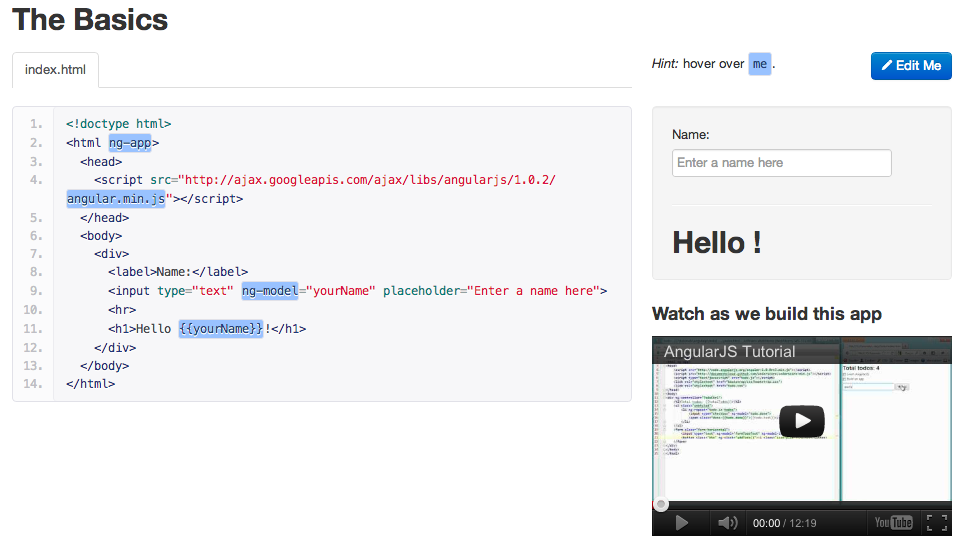 The Basics
index.html
Hint: hover over me .
Edit Me
1. <!doctype html>
2. <html ng-app>
3. <head>
4. <script src="http://ajax.googleapis.com/ajax/libs/angularjs/1.0.2/
angular.min.js"></script>
5. </head>
6. <body>
7. <div>
8. <label>Name:</label>
9. <input type="text" ng-model="yourName" placeholder="Enter a name here">
10. <hr>
11. <h1>Hello {{yourName}}!</h1>
12. </div>
13. </body>
14. </html>
Name:
Enter a name here
Hello !
Watch as we build this app
AngularJS Tutorial
Total todos: 4
00:00 / 12:19
YouTube